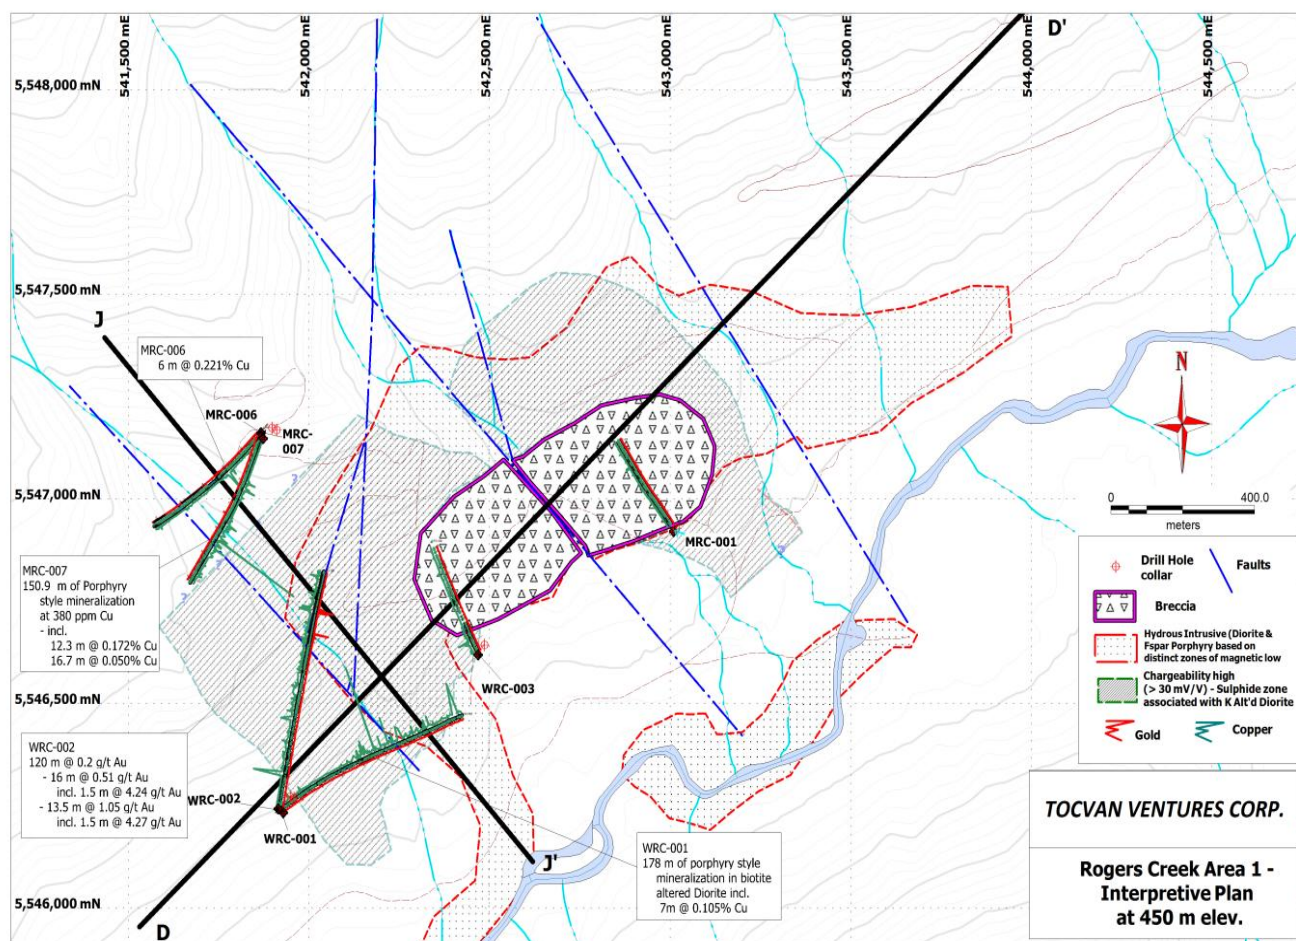 541,500 mE
542,000 mE
542,500 mE
543,000 mE
543,500 mE
544,000 mE
544,500 mE
D'
5,548,000 mN
5,547,500 mN
J
MRC-006
6 m @ 0.221% Cu
MRC-006
MRC-
007
N
5,547,000 mN
0
400.0
meters
MRC-001
MRC-007
150.9 m of Porphyry
style mineralization
at 380 ppm Cu
- incl.
12.3 m @ 0.172% Cu
16.7 m @ 0.050% Cu
Drill Hole
collar
Faults
Breccia
Hydrous Intrusive (Diorite &
Fspar Porphyry based on
distinct zones of magnetic low
Chargeability high
(> 30 mV/V) - Sulphide zone
associated with K Alt'd Diorite
Gold
Copper
WRC-003
5,546,500 mN
WRC-002
120 m @ 0.2 g/t Au
- 16 m @ 0.51 g/t Au
incl. 1.5 m @ 4.24 g/t Au
- 13.5 m @ 1.05 g/t Au
incl. 1.5 m @ 4.27 g/t Au
WRC-002
WRC-001
J'
WRC-001
178 m of porphyry style
mineralization in biotite
altered Diorite incl.
7m @ 0.105% Cu
5,546,000 mN
D
TOCVAN VENTURES CORP.
Rogers Creek Area 1 -
Interpretive Plan
at 450 m elev.